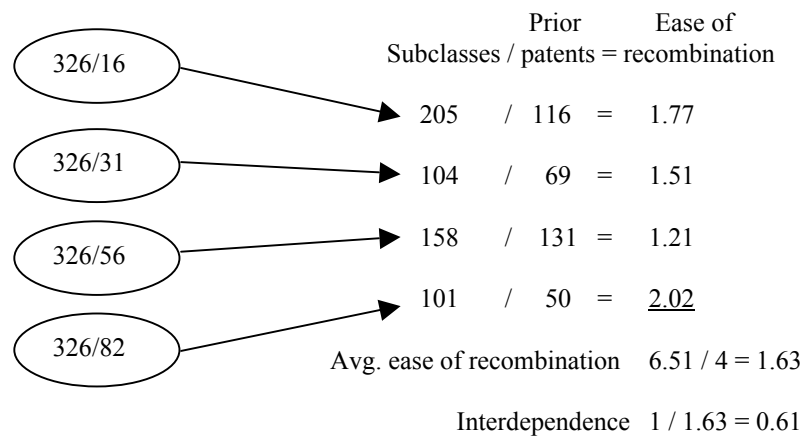 Prior Ease of
Subclasses / patents = recombination
326/16
205 / 116 = 1.77
326/31
104 / 69 = 1.51
326/56
158 / 131 = 1.21
326/82
101 / 50 = 2.02
Avg. ease of recombination 6.51 / 4 = 1.63
Interdependence 1 / 1.63 = 0.61